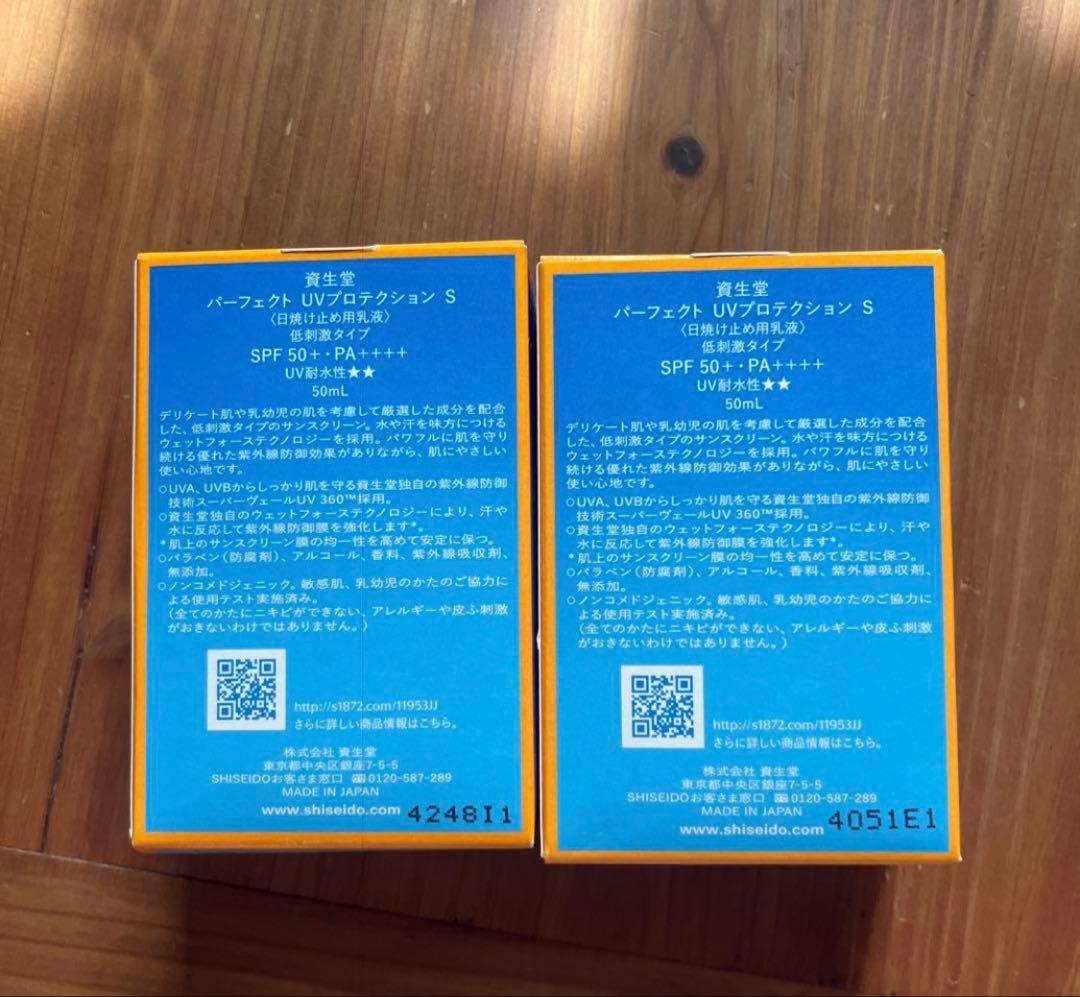 資生堂
パーフェクト UVプロテクション S
〈日焼け止め用乳液〉
低刺激タイプ
SPF 50+・PA++++
UV耐水性★★
50mL
デリケート肌や乳幼児の肌を考慮して厳選した成分を配合
した、低刺激タイプのサンスクリーン。水や汗を味方につける
ウェットフォーステクノロジーを採用。パワフルに肌を守り
続ける優れた紫外線防御効果がありながら、肌にやさしい
使い心地です。
○UVA、UVBからしっかり肌を守る資生堂独自の紫外線防御
技術スーパーヴェールUV 360™採用。
○資生堂独自のウェットフォーステクノロジーにより、汗や
水に反応して紫外線防御膜を強化します*。
*肌上のサンスクリーン膜の均一性を高めて安定に保つ。
○パラベン(防腐剤)、アルコール、香料、紫外線吸収剤、
無添加。
○ノンコメドジェニック。敏感肌、乳幼児のかたのご協力に
よる使用テスト実施済み。
(全てのかたにニキビができない、アレルギーや皮ふ刺激
がおきないわけではありません。)
http://s1872.com/11953JJ
さらに詳しい商品情報はこちら。
株式会社 資生堂
東京都中央区銀座7-5-5
SHISEIDOお客さま窓口 0120-587-289
MADE IN JAPAN
www.shiseido.com 4248I1
資生堂
パーフェクト UVプロテクション S
〈日焼け止め用乳液〉
低刺激タイプ
SPF 50+・PA++++
UV耐水性★★
50mL
デリケート肌や乳幼児の肌を考慮して厳選した成分を配合
した、低刺激タイプのサンスクリーン。水や汗を味方につける
ウェットフォーステクノロジーを採用。パワフルに肌を守り
続ける優れた紫外線防御効果がありながら、肌にやさしい
使い心地です。
○UVA、UVBからしっかり肌を守る資生堂独自の紫外線防御
技術スーパーヴェールUV 360™採用。
○資生堂独自のウェットフォーステクノロジーにより、汗や
水に反応して紫外線防御膜を強化します*。
*肌上のサンスクリーン膜の均一性を高めて安定に保つ。
○パラベン(防腐剤)、アルコール、香料、紫外線吸収剤、
無添加。
○ノンコメドジェニック。敏感肌、乳幼児のかたのご協力に
よる使用テスト実施済み。
(全てのかたにニキビができない、アレルギーや皮ふ刺激
がおきないわけではありません。)
http://s1872.com/11953JJ
さらに詳しい商品情報はこちら。
株式会社 資生堂
東京都中央区銀座7-5-5
SHISEIDOお客さま窓口 0120-587-289
MADE IN JAPAN
www.shiseido.com 4051E1